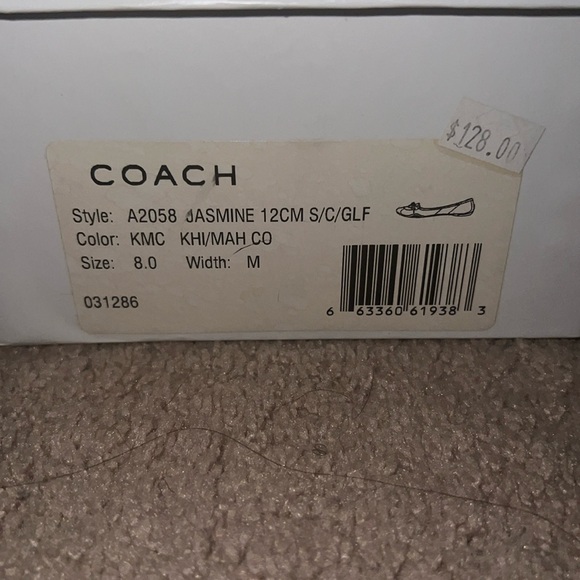 $128.00
COACH
Style: A2058 JASMINE 12CM S/C/GLF
Color: KMC KHI/MAH CO
Size: 8.0 Width: M
031286
6 63360 61938 3